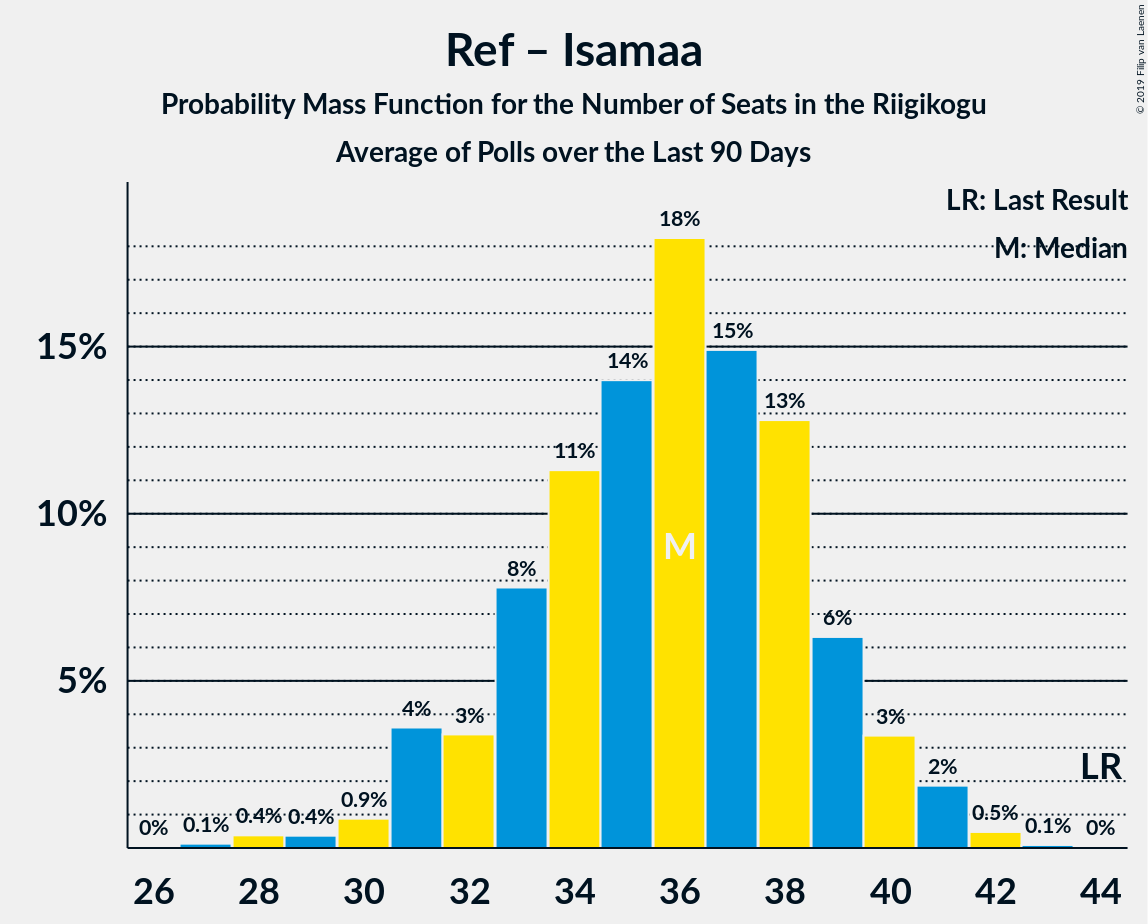 Ref – Isamaa
Probability Mass Function for the Number of Seats in the Riigikogu
Average of Polls over the Last 90 Days
© 2019 Filip van Laenen
LR: Last Result
M: Median
18%
15%
15%
14%
13%
11%
10%
8%
6%
5%
4%
3%
3%
2%
0.9%
0.4%
0.4%
0.5%
0%
0.1%
0.1%
0%
M
LR
26 28 30 32 34 36 38 40 42 44